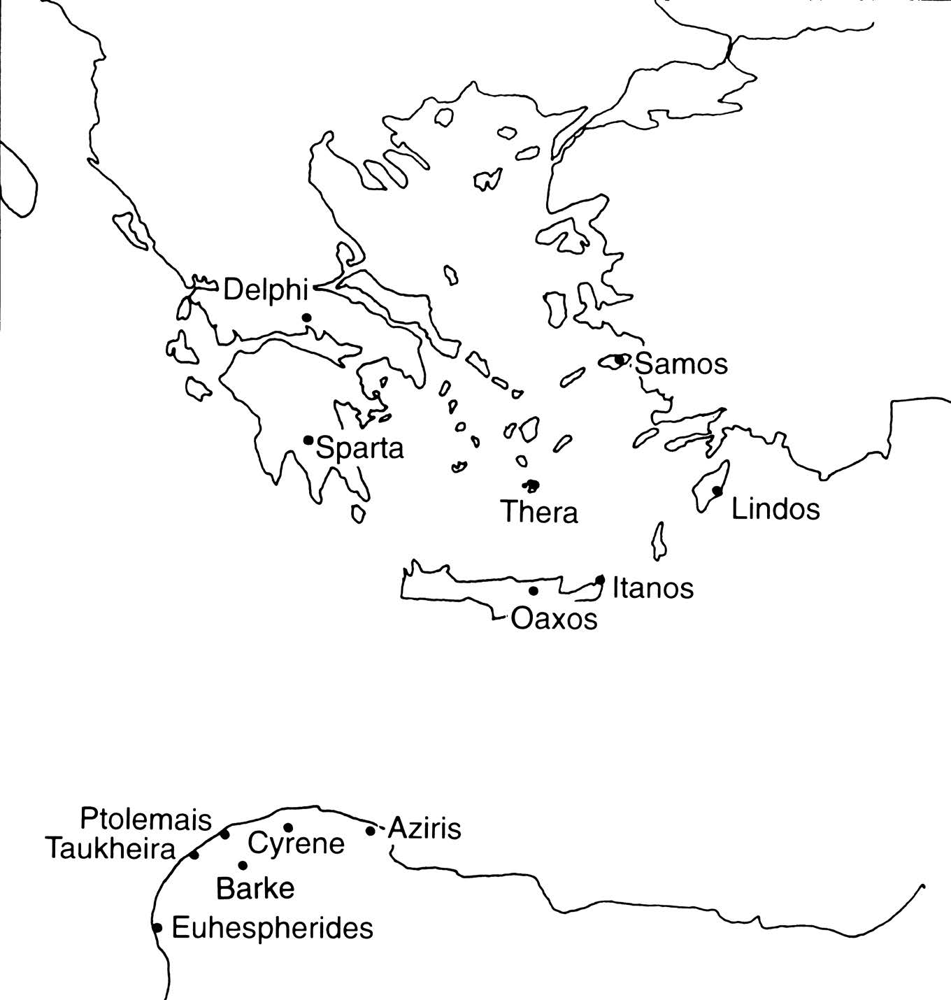 Delphi
Samos
Sparta
Thera
Lindos
Itanos
Oaxos
Ptolemais
Aziris
Taukheira
Cyrene
Barke
Euhespherides